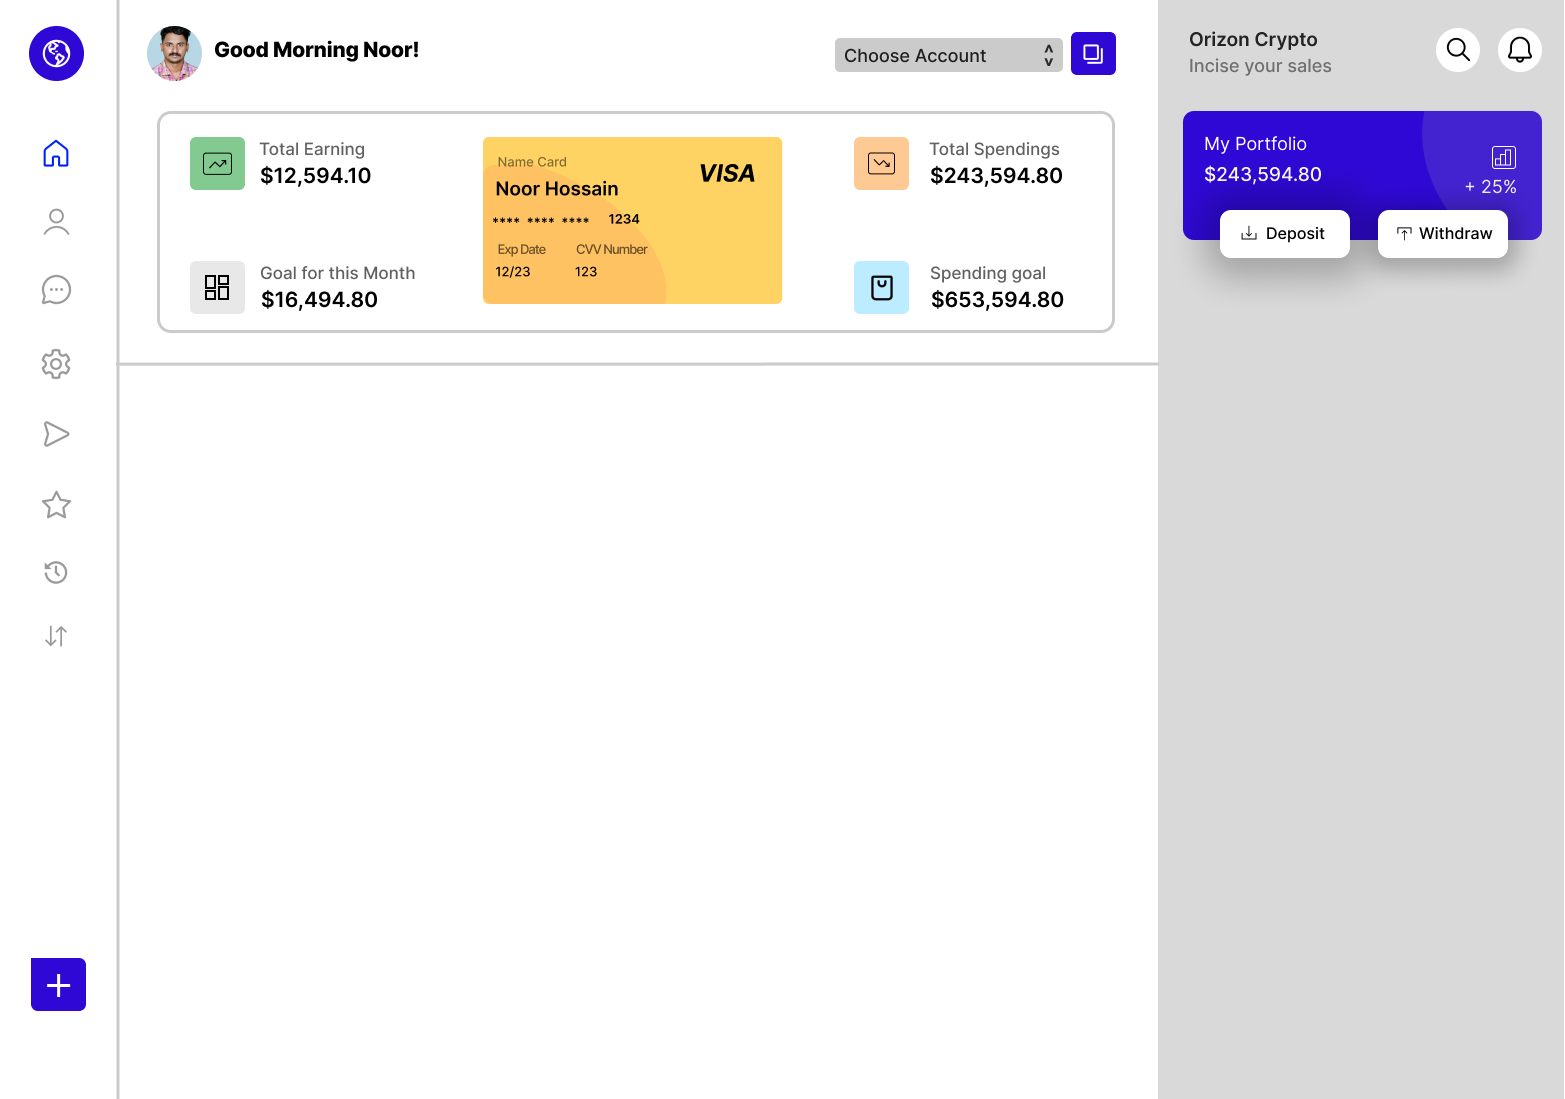 Good Morning Noor!
Choose Account
Total Earning
$12,594.10
Goal for this Month
$16,494.80
Name Card
VISA
Noor Hossain
**** **** **** 1234
Exp Date CVV Number
12/23 123
Total Spendings
$243,594.80
Spending goal
$653,594.80
Orizon Crypto
Incise your sales
My Portfolio
$243,594.80
+ 25%
Deposit
Withdraw